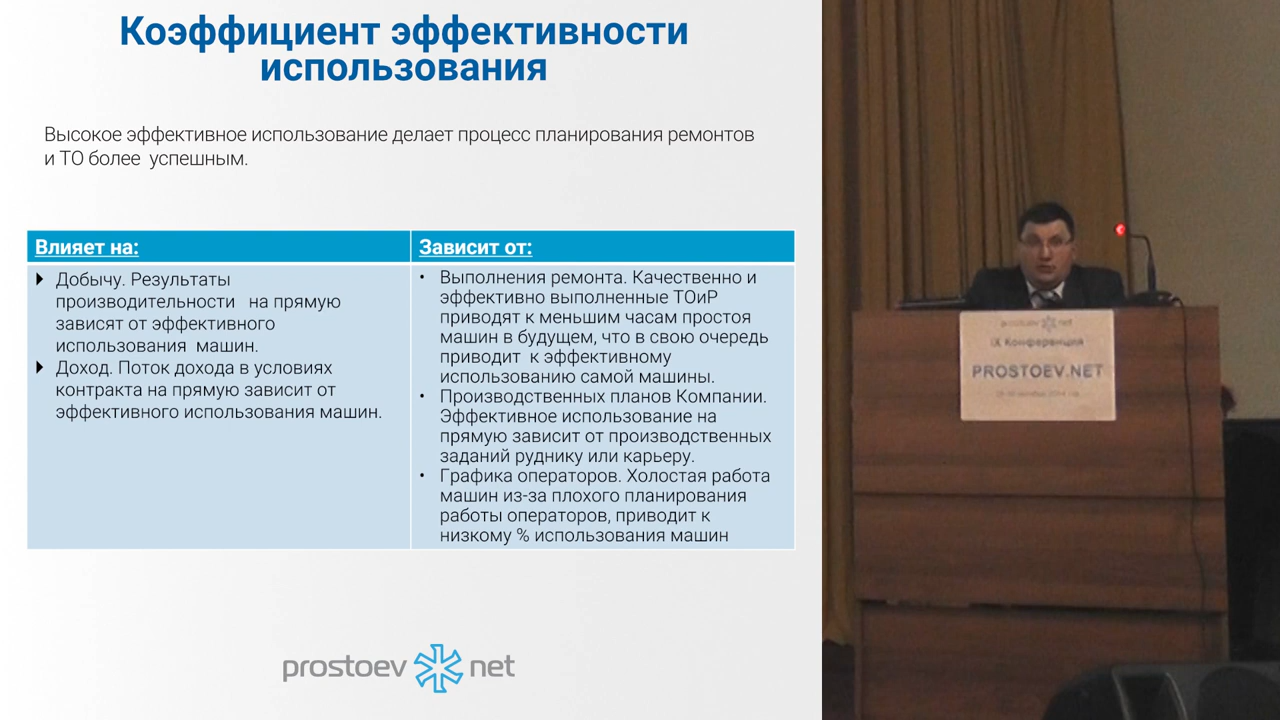 Коэффициент эффективности
использования
Высокое эффективное использование делает процесс планирования ремонтов
и ТО более успешным.
Влияет на:
Добычу. Результаты
производительности на прямую
зависят от эффективного
использования машин.
Доход. Поток дохода в условиях
контракта на прямую зависит от
эффективного использования машин.
Зависит от:
Выполнения ремонта. Качественно и
эффективно выполненные ТОиР
приводят к меньшим часам простоя
машин в будущем, что в свою очередь
приводит к эффективному
использованию самой машины.
Производственных планов Компании.
Эффективное использование на
прямую зависит от производственных
заданий руднику или карьеру.
Графика операторов. Холостая работа
машин из-за плохого планирования
работы операторов, приводит к
низкому % использования машин
prostoev net
prostoev net
IX Конференция
PROSTOEV.NET